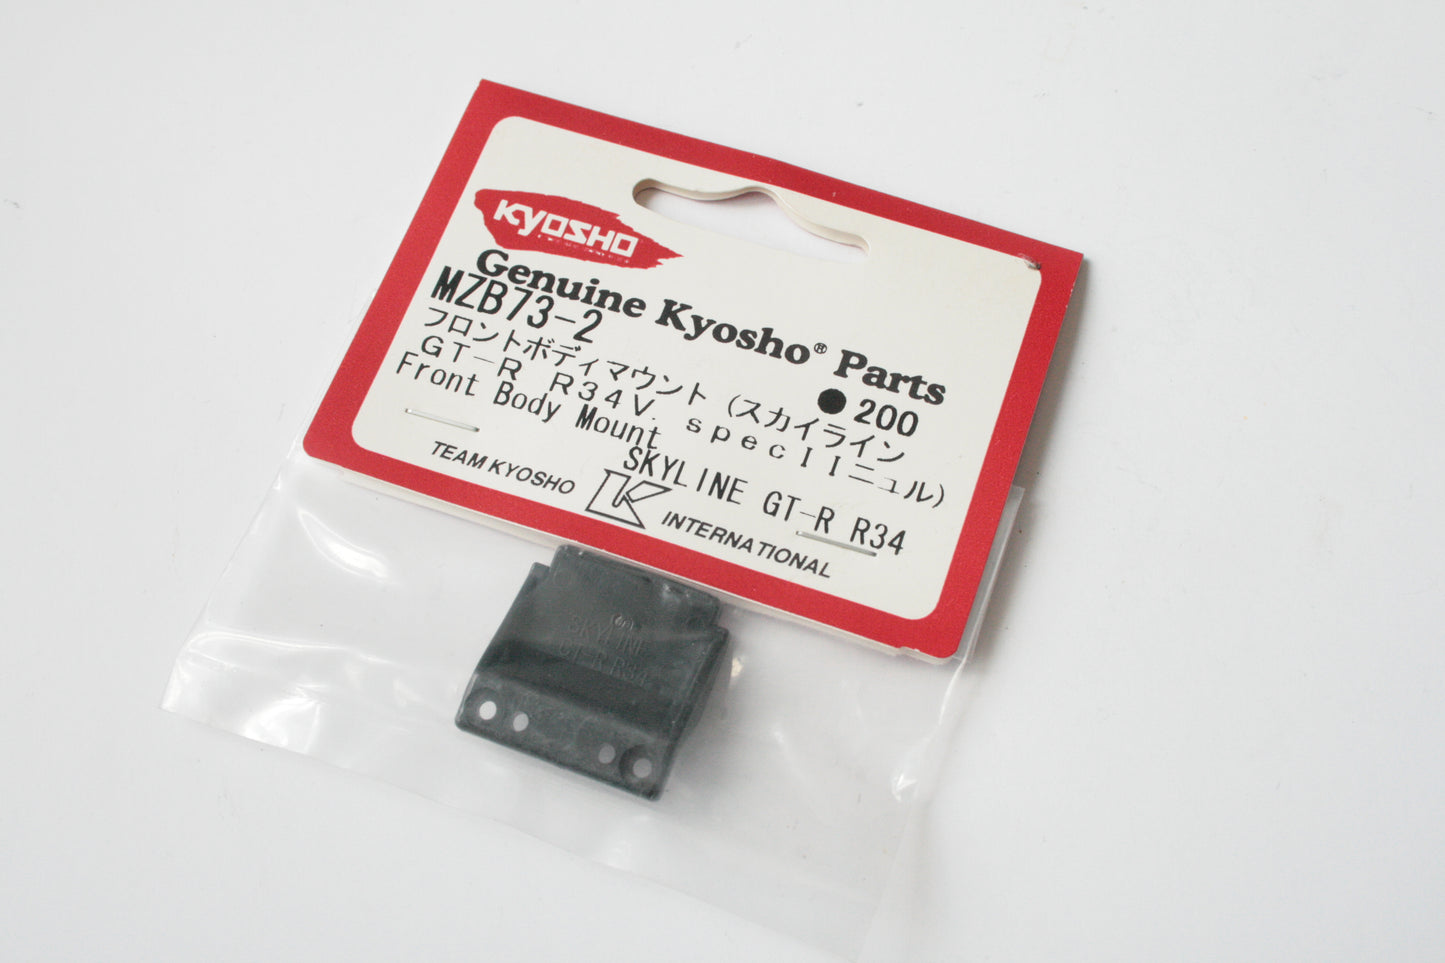 KYOSHO
Genuine Kyosho® Parts
MZB73-2
●200
フロントボディマウント(スカイライン
GT-R R34V.specIIニュル)
Front Body Mount
SKYLINE GT-R R34
TEAM KYOSHO
INTERNATIONAL
SKYLINE
GT-R R34